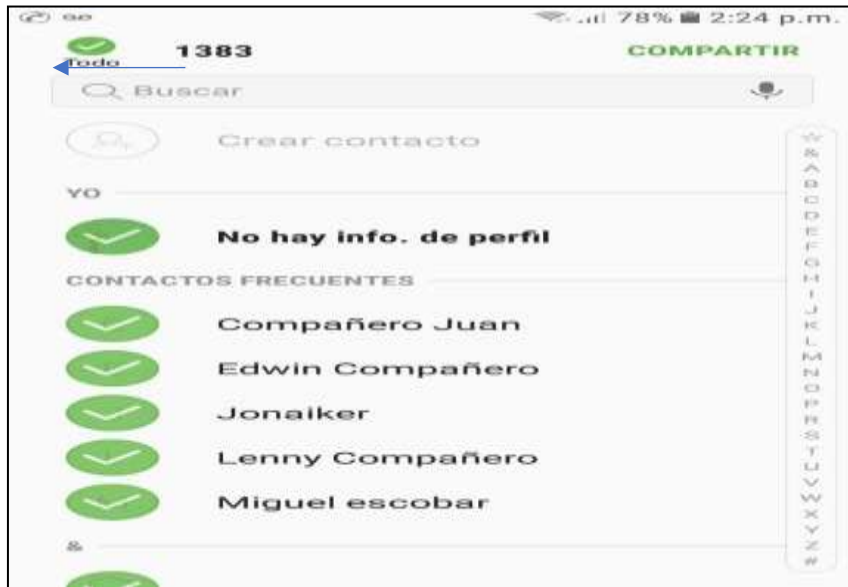 78% 2:24 p.m.
1383 COMPARTIR
Todo
Buscar
Crear contacto
YO
No hay info. de perfil
CONTACTOS FRECUENTES
Compañero Juan
Edwin Compañero
Jonaiker
Lenny Compañero
Miguel escobar
&
&
A
B
C
D
E
F
G
H
I
J
K
L
M
N
O
P
R
S
T
U
V
W
X
Y
Z
#